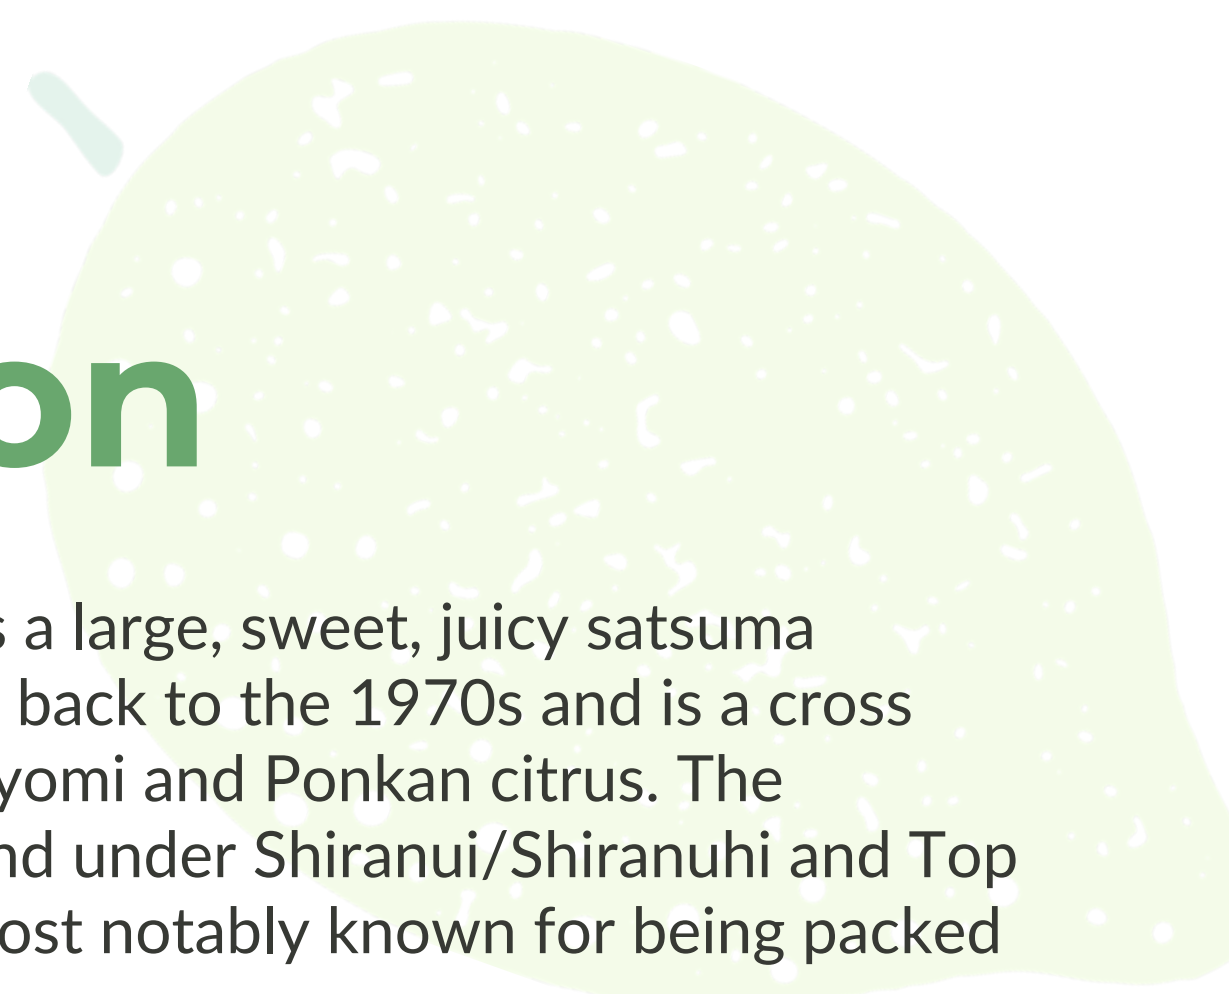 on
s a large, sweet, juicy satsuma
back to the 1970s and is a cross
yomi and Ponkan citrus. The
nd under Shiranui/Shiranuhi and Top
ost notably known for being packed